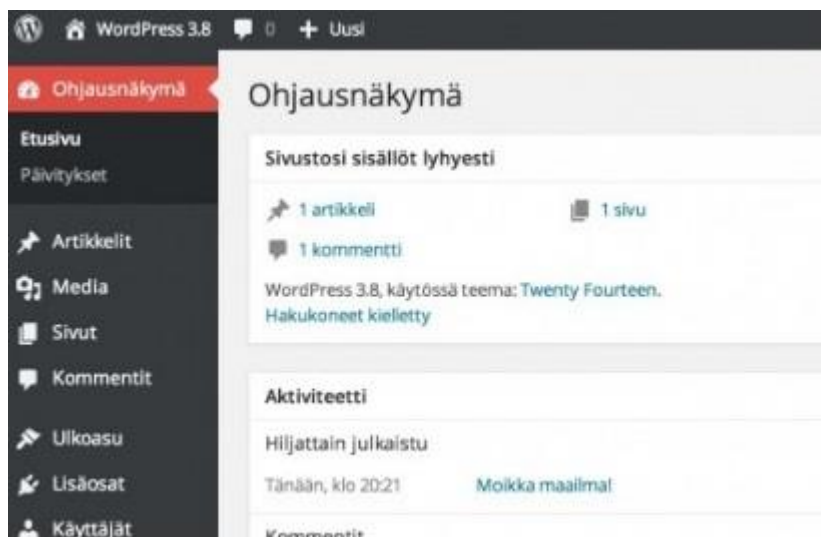 WordPress 3.8 0 + Uusi
Ohjausnäkymä
Etusivu
Päivitykset
Artikkelit
Media
Sivut
Kommentit
Ulkoasu
Lisäosat
Käyttäjät
Ohjausnäkymä
Sivustosi sisällöt lyhyesti
1 artikkeli 1 sivu
1 kommentti
WordPress 3.8, käytössä teema: Twenty Fourteen.
Hakukoneet kielletty
Aktiviteetti
Hiljattain julkaistu
Tänään, klo 20:21 Moikka maailma!
Kommentit